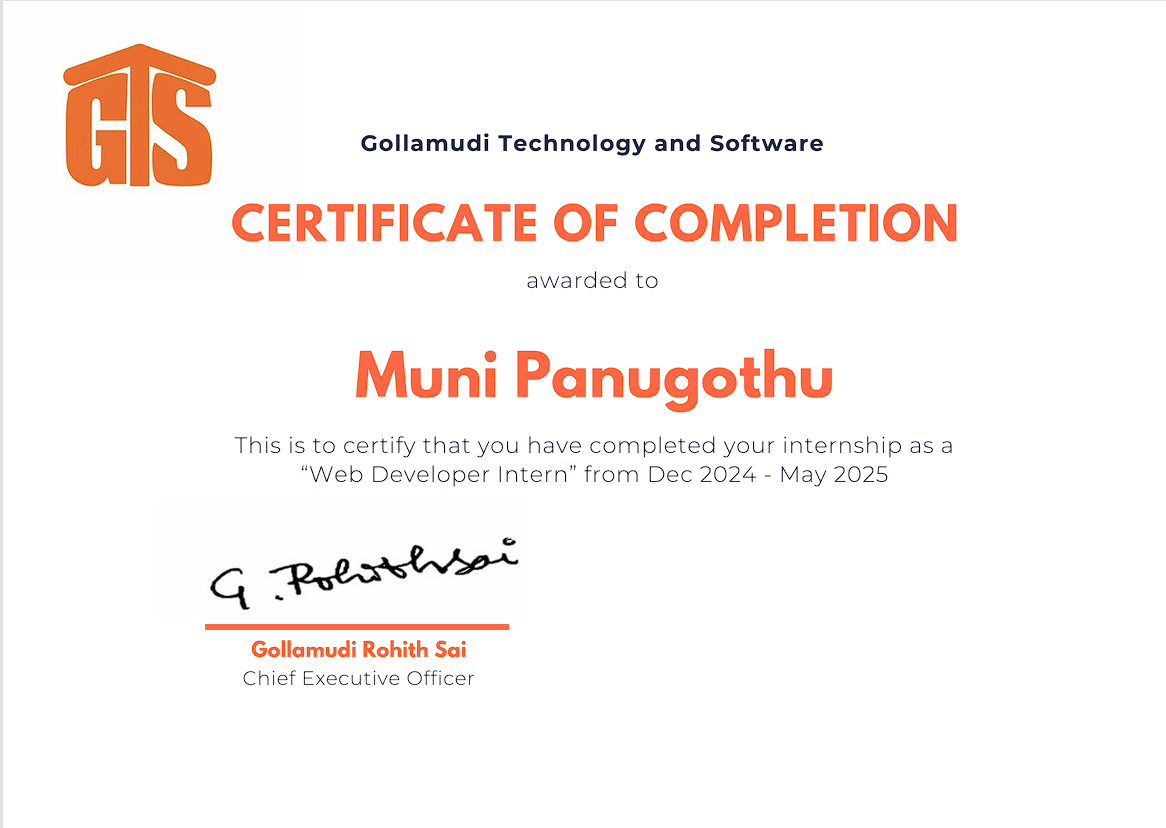 GTS
Gollamudi Technology and Software
CERTIFICATE OF COMPLETION
awarded to
Muni Panugothu
This is to certify that you have completed your internship as a
“Web Developer Intern” from Dec 2024 - May 2025
G. Rohithsai
Gollamudi Rohith Sai
Chief Executive Officer